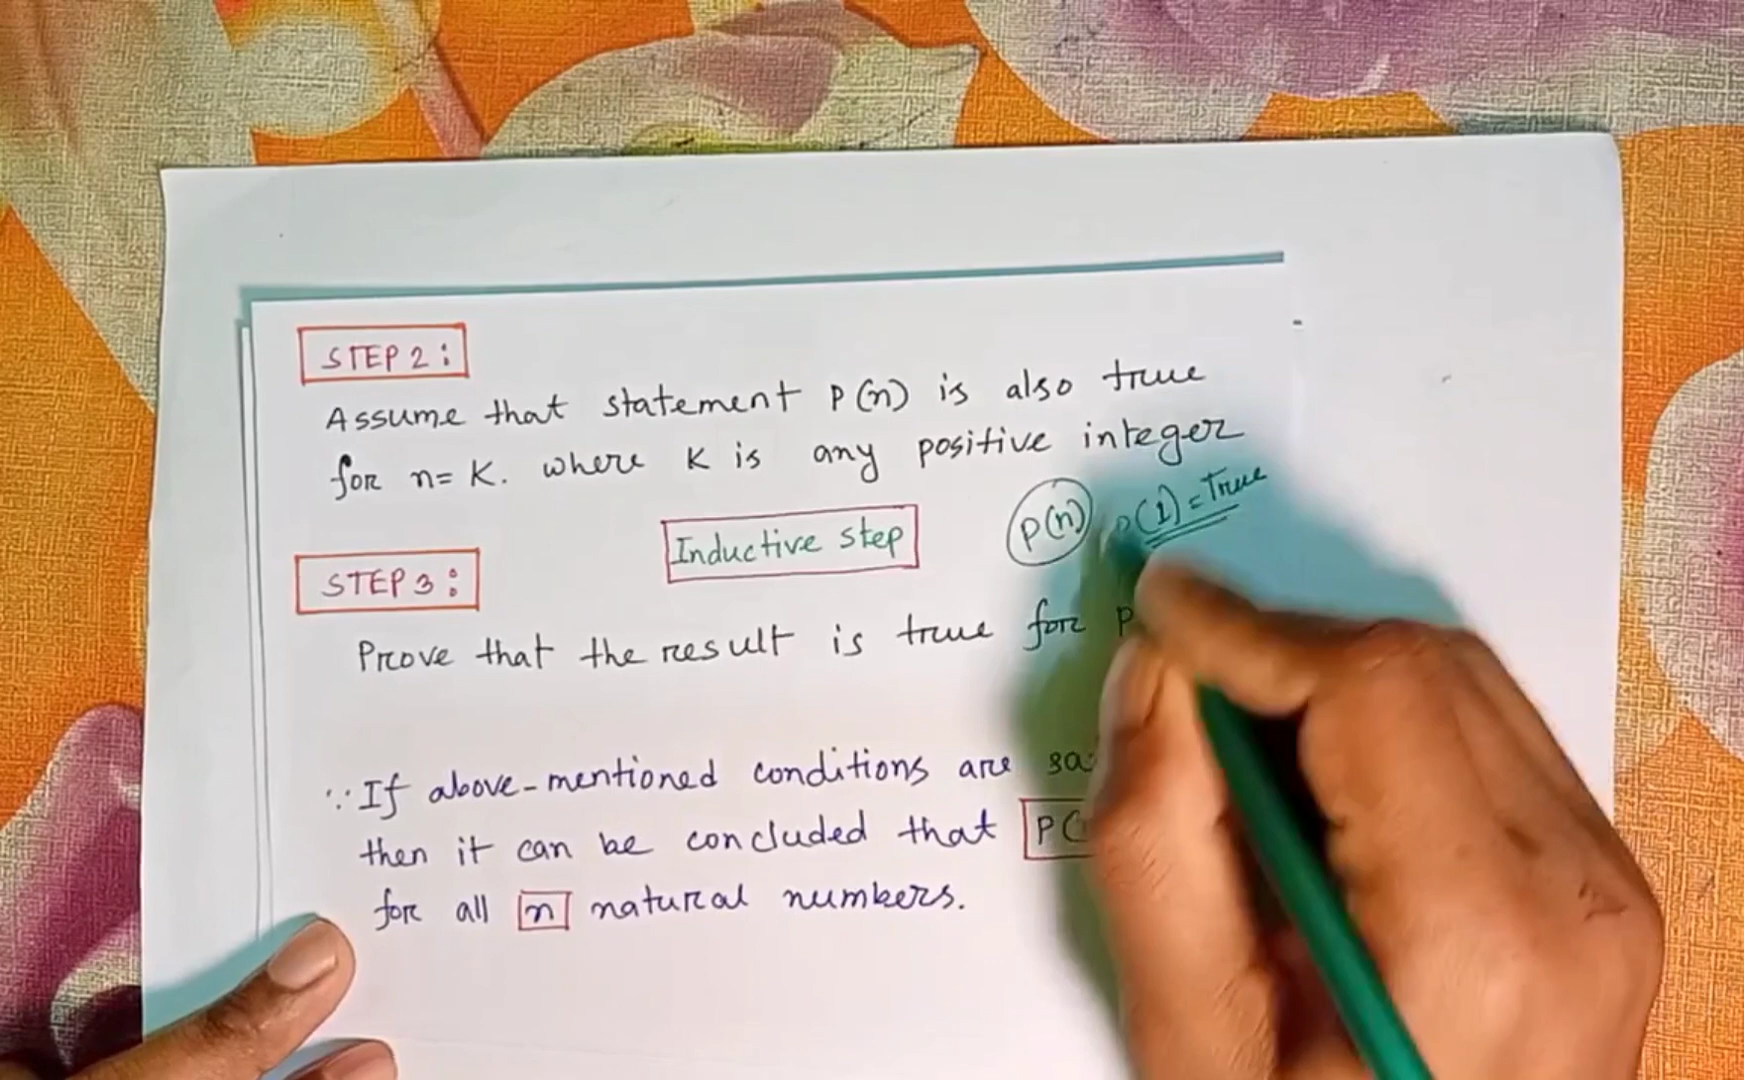 STEP 2:
Assume that statement P(n) is also true
for n= K. where K is any positive integer
Inductive step
P(n) P(1) = True
STEP 3:
Prove that the result is true for P
∵ If above-mentioned conditions are
then it can be concluded that P(
for all n natural numbers.